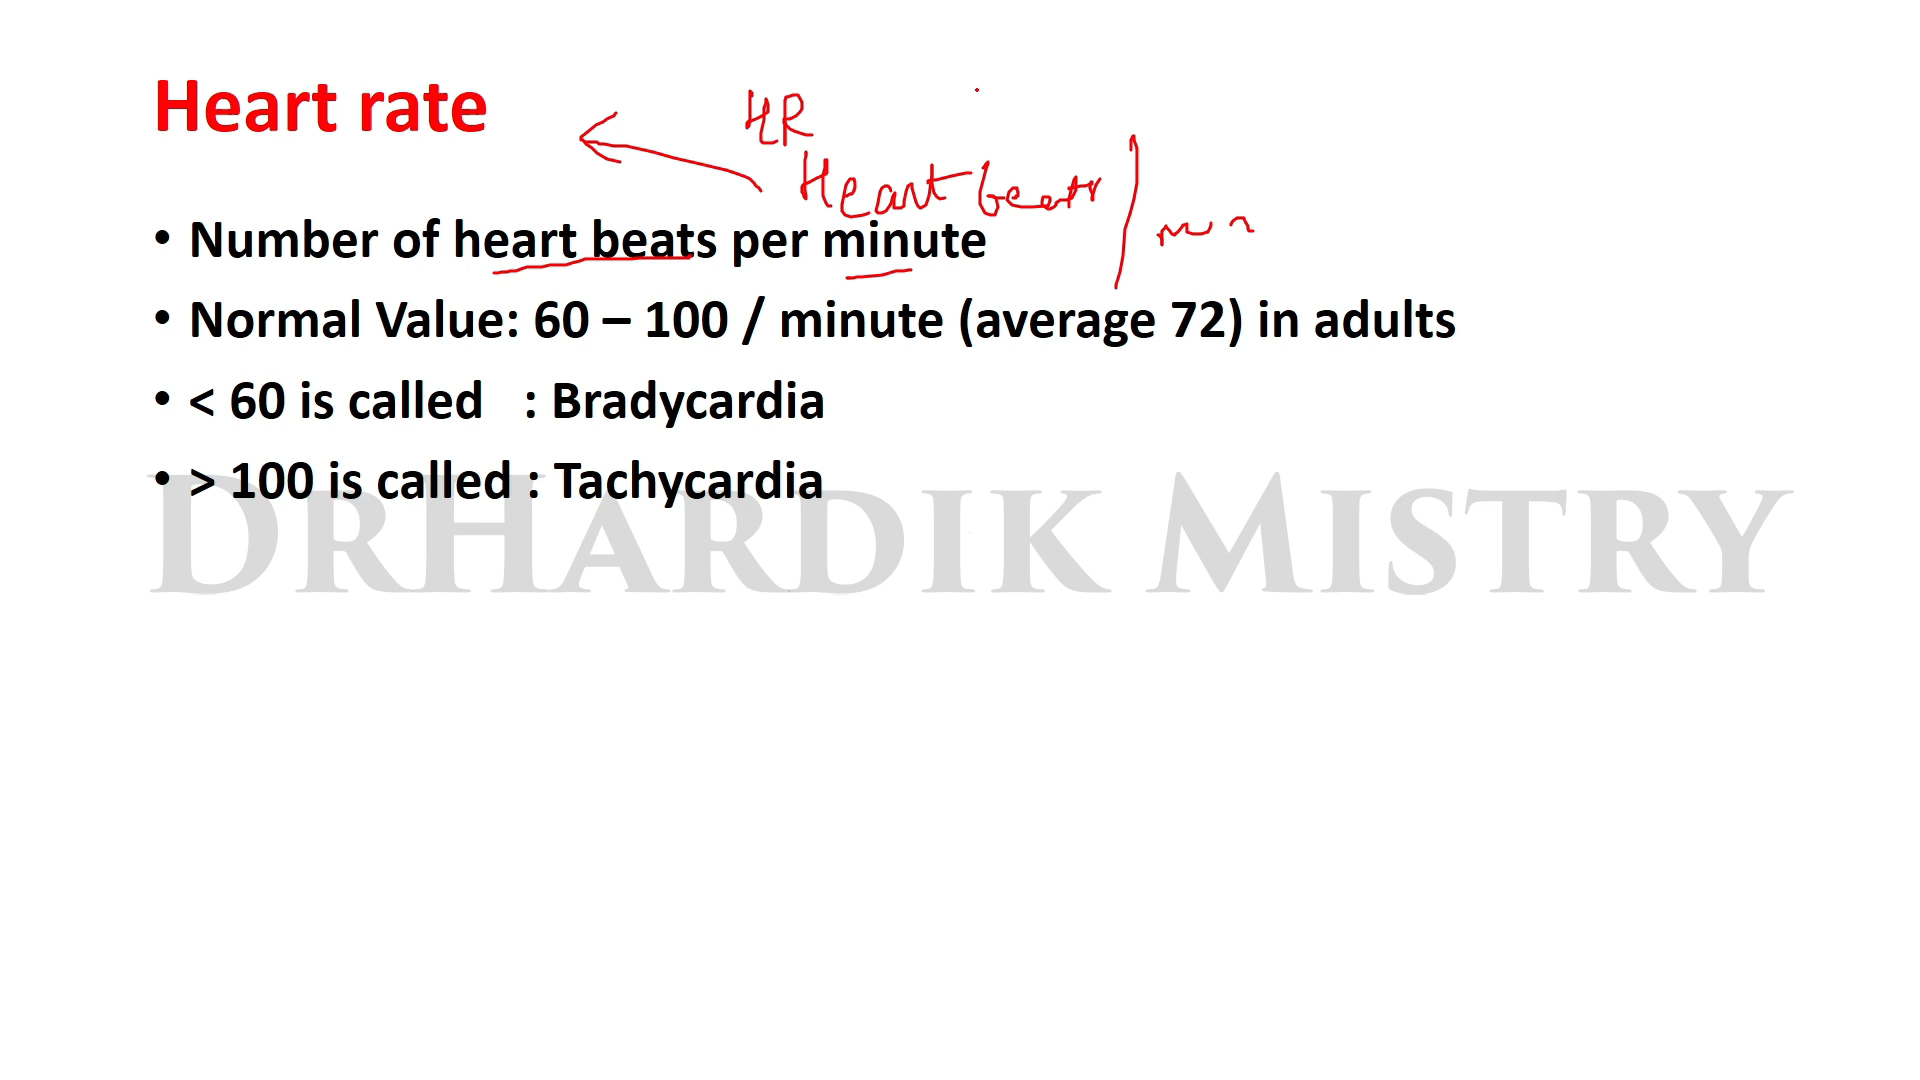 Heart rate
HR
Heart beats /
• Number of heart beats per minute
• Normal Value: 60 – 100 / minute (average 72) in adults
• < 60 is called : Bradycardia
• > 100 is called : Tachycardia
DrHardik Mistry